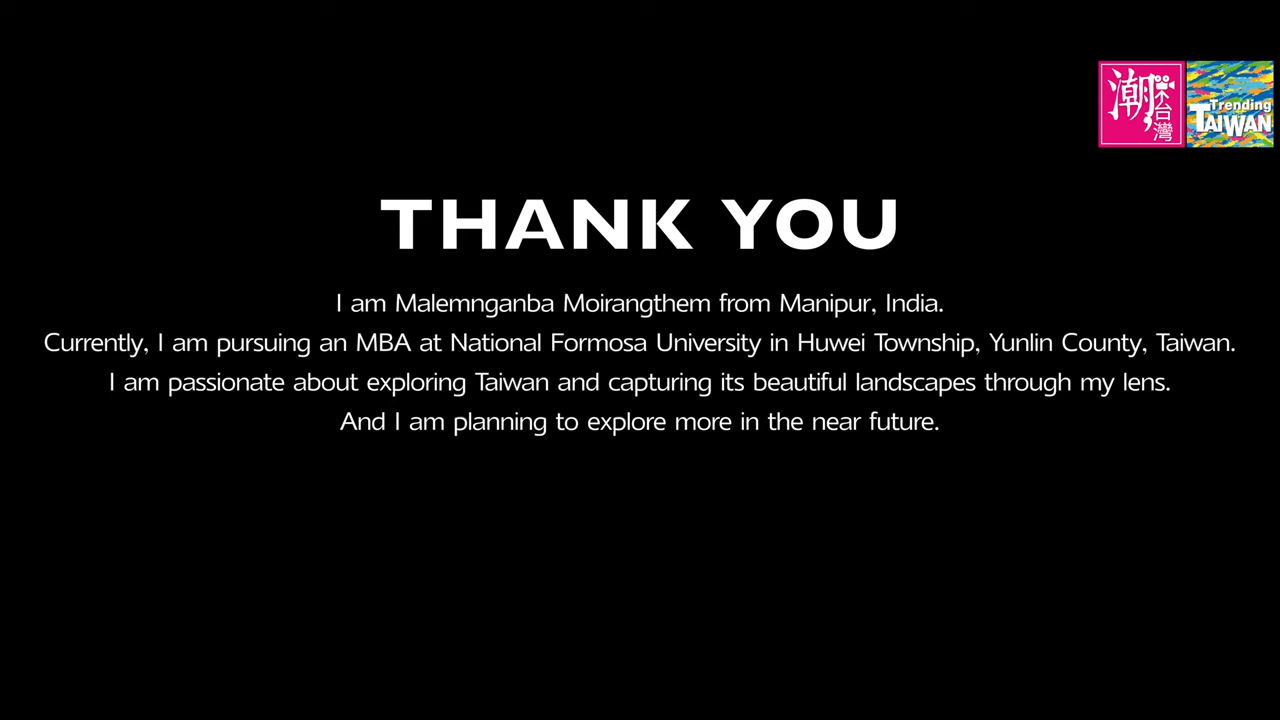 潮台灣
Trending
TAIWAN
THANK YOU
I am Malemnganba Moirangthem from Manipur, India.
Currently, I am pursuing an MBA at National Formosa University in Huwei Township, Yunlin County, Taiwan.
I am passionate about exploring Taiwan and capturing its beautiful landscapes through my lens.
And I am planning to explore more in the near future.